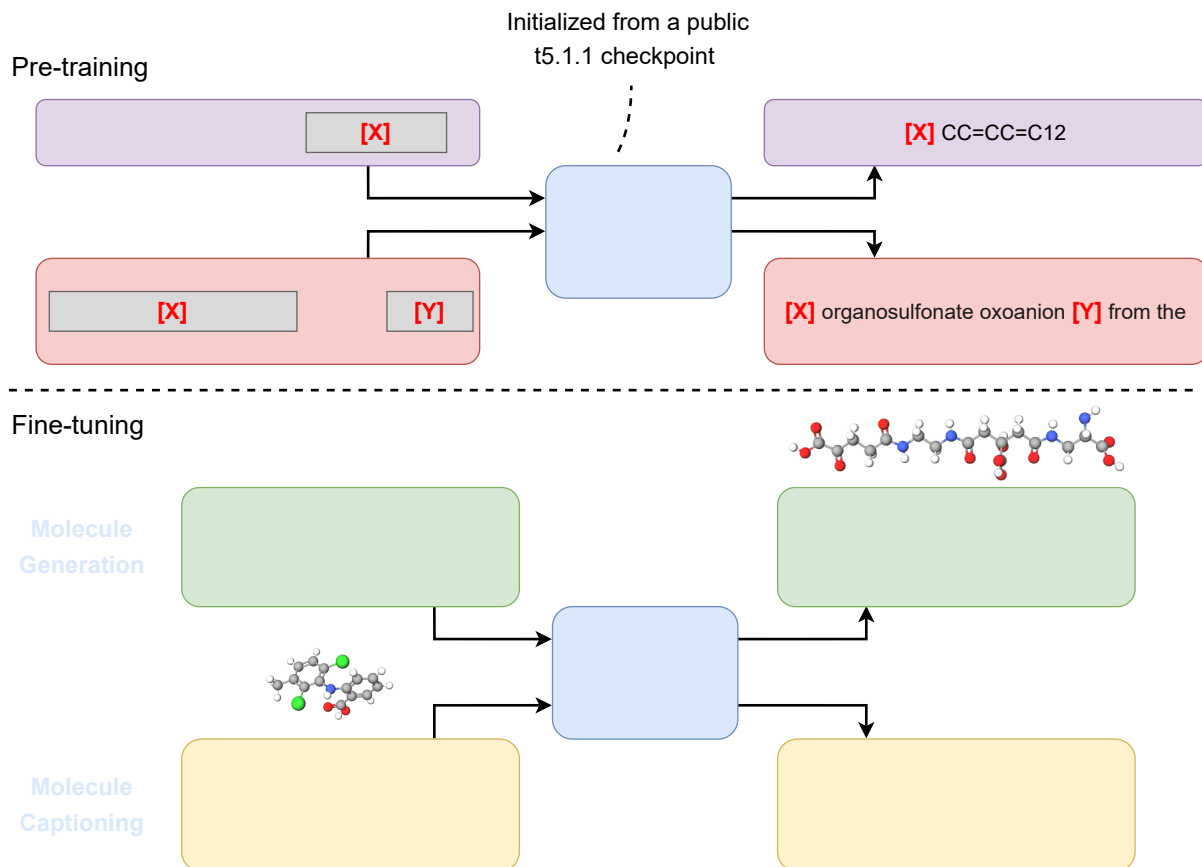 Initialized from a public
t5.1.1 checkpoint
Pre-training
[X]
[X] CC=CC=C12
[X]
[Y]
[X] organosulfonate oxoanion [Y] from the
Fine-tuning
Molecule
Generation
Molecule
Captioning